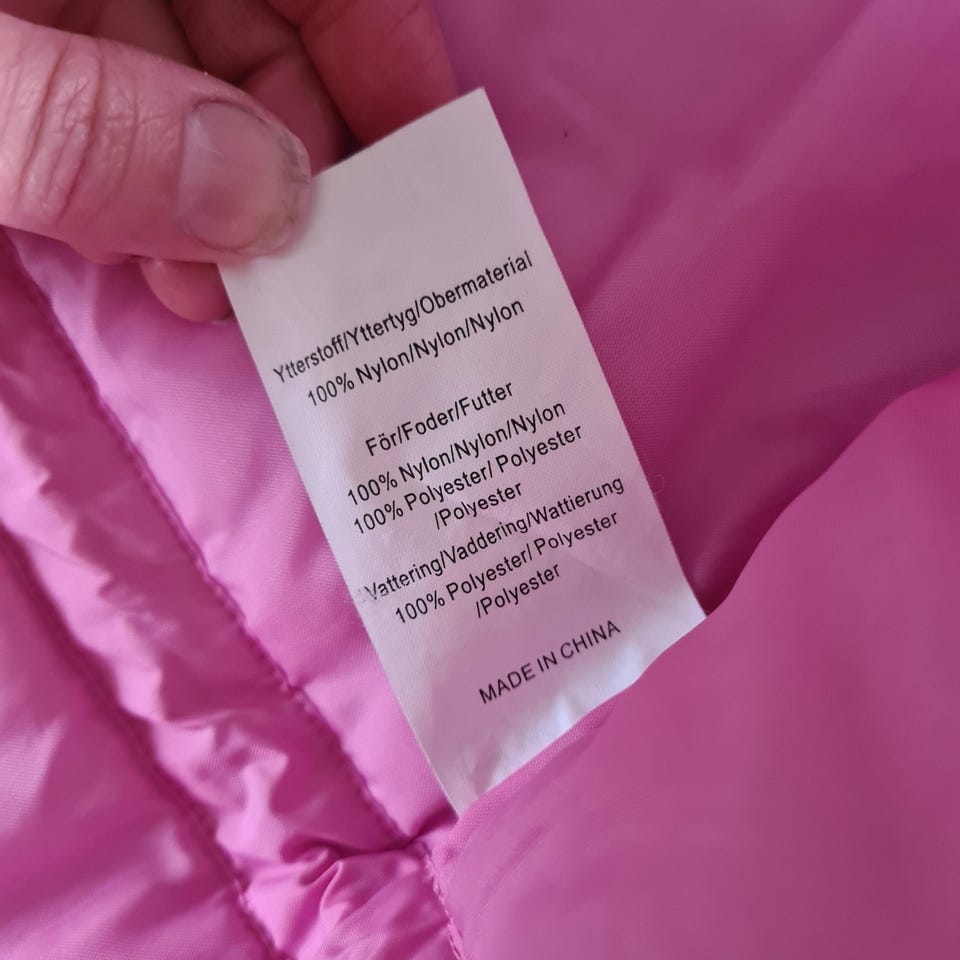 Ytterstoff/Yttertyg/Obermaterial
100% Nylon/Nylon/Nylon
För/Foder/Futter
100% Nylon/Nylon/Nylon
100% Polyester/ Polyester
/Polyester
Vattering/Vaddering/Wattierung
100% Polyester/ Polyester
/Polyester
MADE IN CHINA